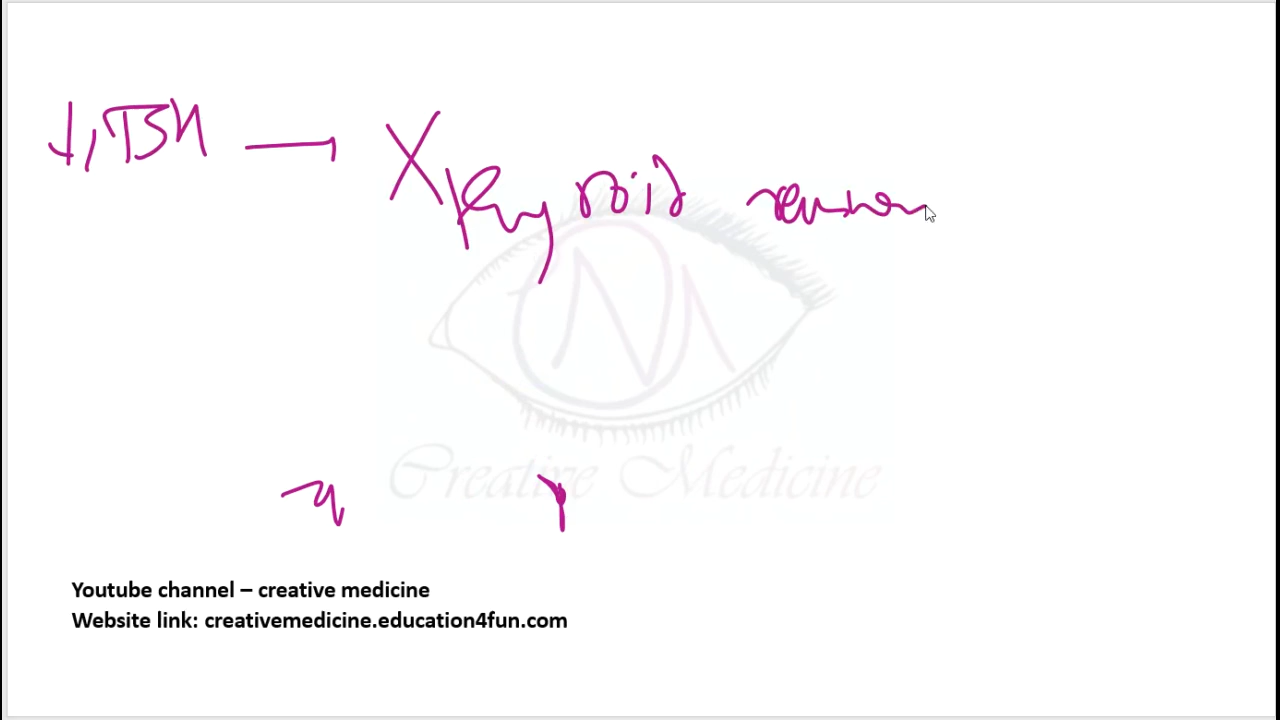 ↓, TSH → X thyroid
Creative Medicine
Youtube channel – creative medicine
Website link: creativemedicine.education4fun.com